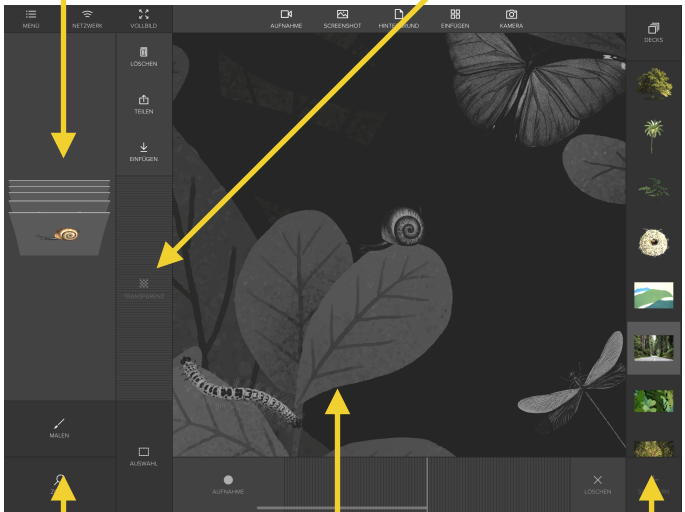 MENÜ
NETZWERK
VOLLBILD
AUFNAHME
SCREENSHOT
HINTERGRUND
EINFÜGEN
KAMERA
DECKS
LÖSCHEN
TEILEN
EINFÜGEN
TRANSPARENT
MALEN
AUSWAHL
AUFNAHME
LÖSCHEN